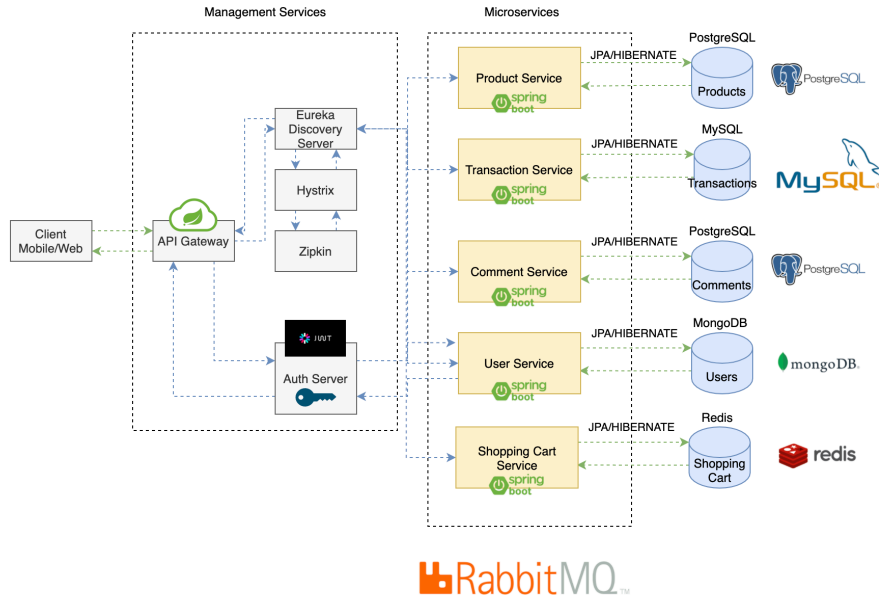 Management Services
Microservices
Client
Mobile/Web
API Gateway
Eureka
Discovery
Server
Hystrix
Zipkin
JWT
Auth Server
Product Service
spring
boot
JPA/HIBERNATE
PostgreSQL
Products
PostgreSQL
Transaction Service
spring
boot
JPA/HIBERNATE
MySQL
Transactions
MySQL
Comment Service
spring
boot
JPA/HIBERNATE
PostgreSQL
Comments
PostgreSQL
User Service
spring
boot
JPA/HIBERNATE
MongoDB
Users
mongoDB
Shopping Cart
Service
spring
boot
JPA/HIBERNATE
Redis
Shopping
Cart
redis
RabbitMQ™